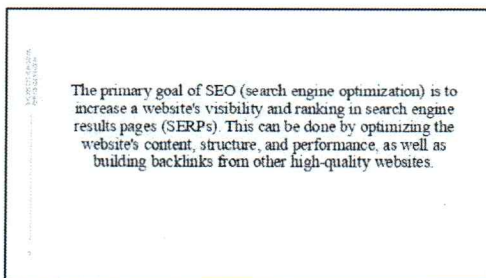 The primary goal of SEO (search engine optimization) is to
increase a website's visibility and ranking in search engine
results pages (SERPs). This can be done by optimizing the
website's content, structure, and performance, as well as
building backlinks from other high-quality websites.